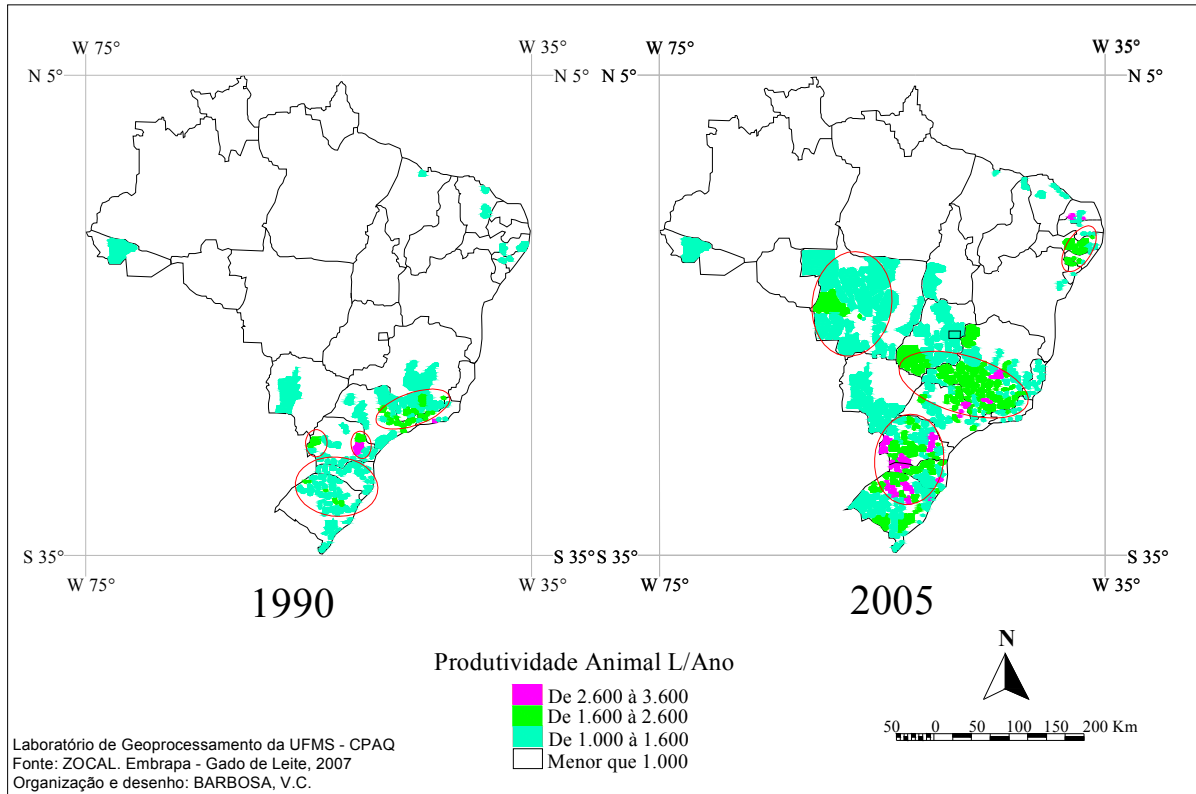 W 75°
W 35°
W 75°
W 35°
N 5°
N 5°
N 5°
S 35°
S 35°
S 35°
S 35°
W 75°
W 35°
W 75°
W 35°
1990
2005
Produtividade Animal L/Ano
De 2.600 à 3.600
De 1.600 à 2.600
De 1.000 à 1.600
Menor que 1.000
N
50 0 50 100 150 200 Km
Laboratório de Geoprocessamento da UFMS - CPAQ
Fonte: ZOCAL. Embrapa - Gado de Leite, 2007
Organização e desenho: BARBOSA, V.C.